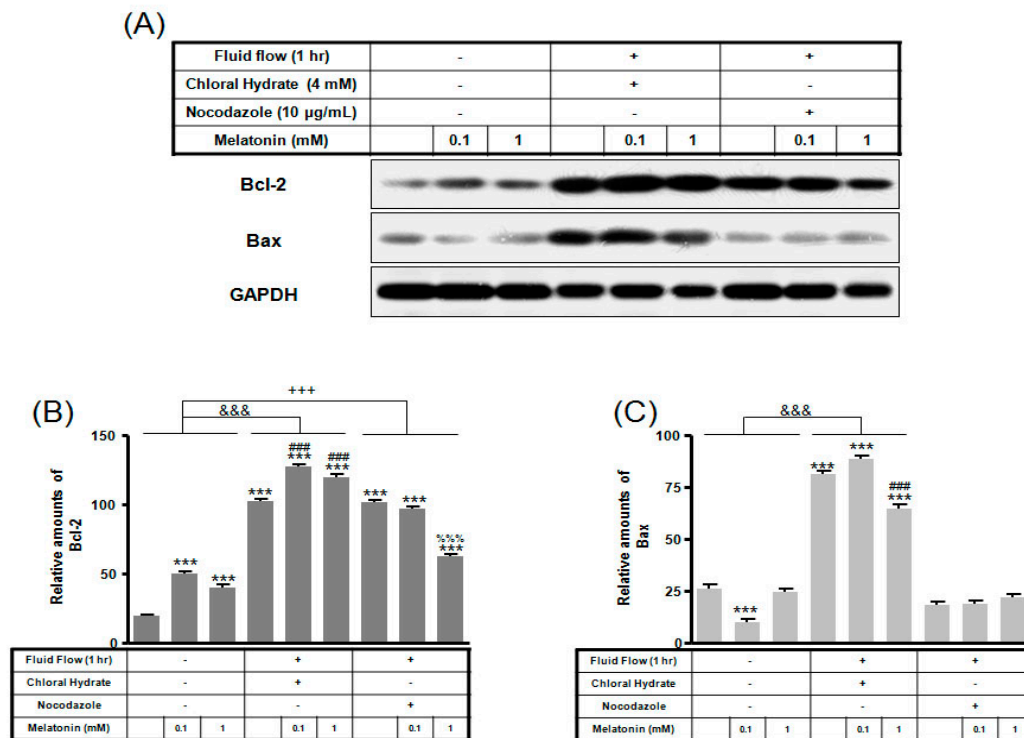 (A)
Fluid flow (1 hr) - + +
Chloral Hydrate (4 mM) - + -
Nocodazole (10 µg/mL) - - +
Melatonin (mM) 0.1 1 0.1 1 0.1 1
Bcl-2
Bax
GAPDH
(B)
+++
&&&
150
100
50
0
Relative amounts of
Bcl-2
*** *** *** ### *** ### *** *** *** %%% ***
Fluid Flow (1 hr) - + +
Chloral Hydrate - + -
Nocodazole - - +
Melatonin (mM) 0.1 1 0.1 1 0.1 1
(C)
&&&
100
75
50
25
0
Relative amounts of
Bax
*** *** *** ### ***
Fluid Flow (1 hr) - + +
Chloral Hydrate - + -
Nocodazole - - +
Melatonin (mM) 0.1 1 0.1 1 0.1 1